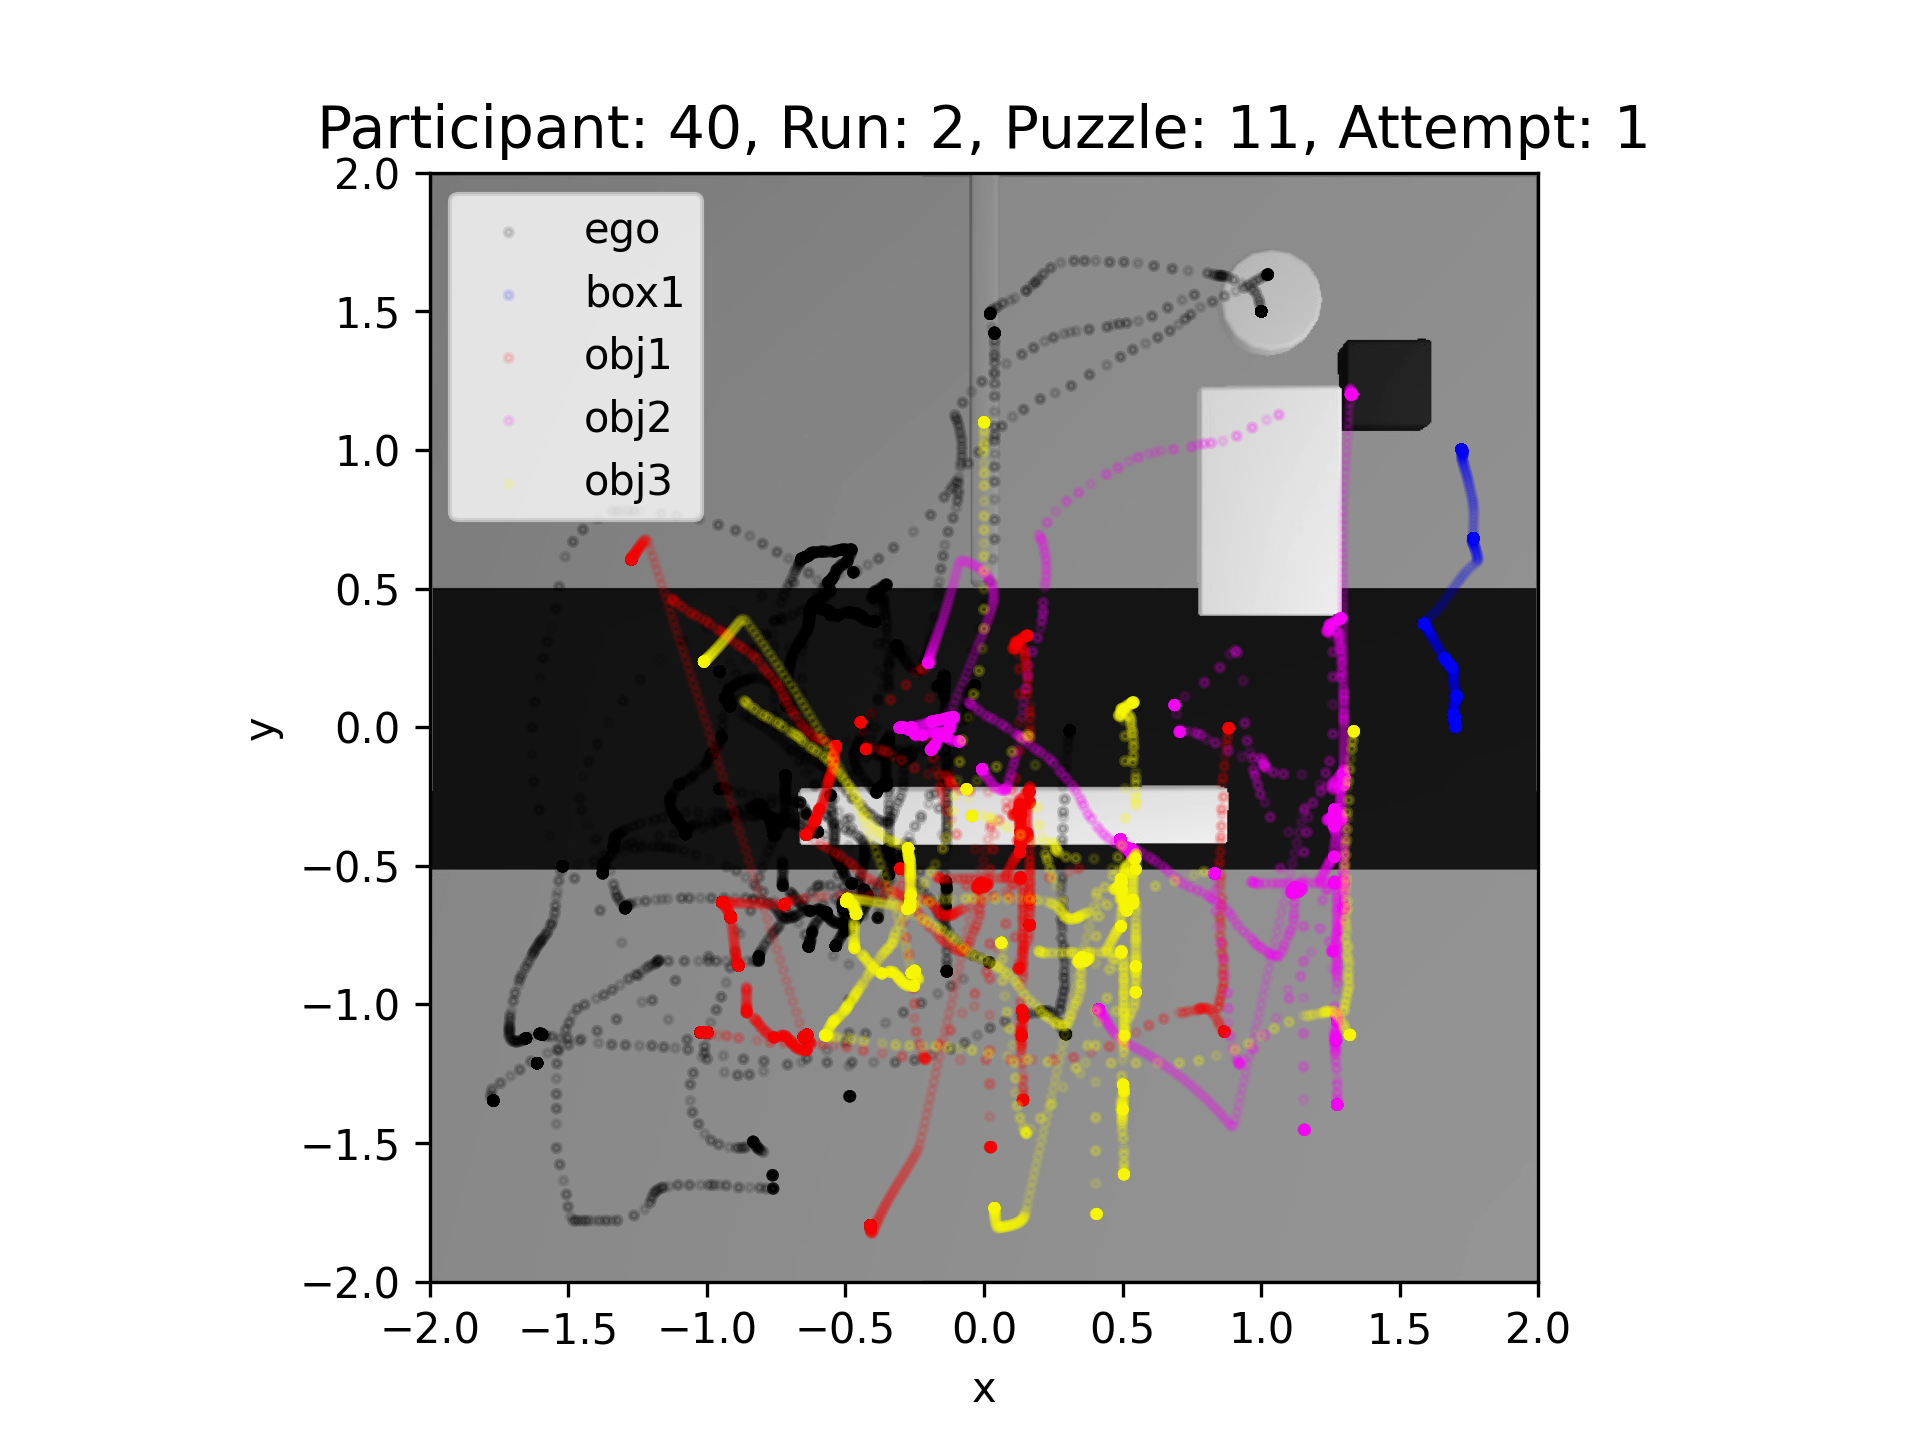 Participant: 40, Run: 2, Puzzle: 11, Attempt: 1
2.0
1.5
1.0
0.5
0.0
−0.5
−1.0
−1.5
−2.0
y
ego
box1
obj1
obj2
obj3
−2.0 −1.5 −1.0 −0.5 0.0 0.5 1.0 1.5 2.0
x